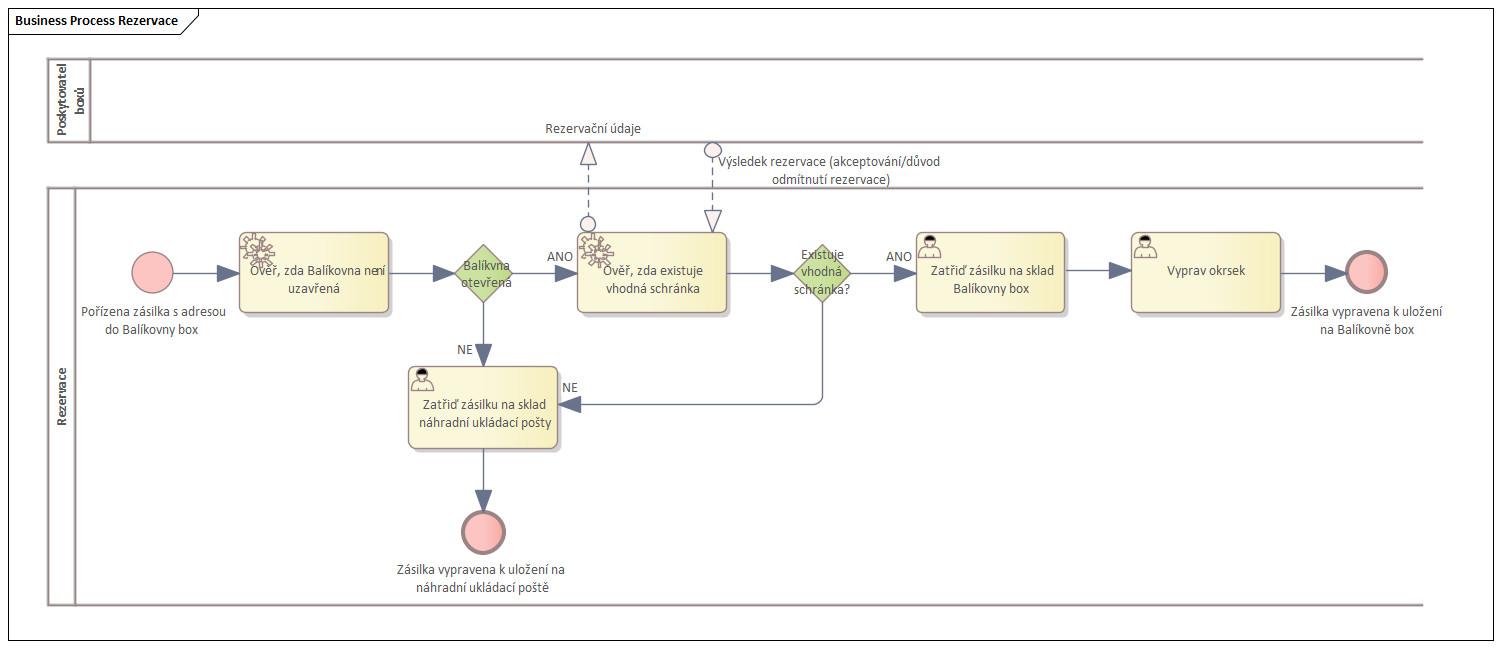 Business Process Rezervace
Poskytovatel
boxů
Rezervační údaje
Výsledek rezervace (akceptování/důvod
odmítnutí rezervace)
Rezervace
Pořízena zásilka s adresou
do Balíkovny box
Ověř, zda Balíkovna není
uzavřená
Balíkvna
otevřena
ANO
NE
Ověř, zda existuje
vhodná schránka
Existuje
vhodná
schránka?
ANO
NE
Zatřiď zásilku na sklad
Balíkovny box
Vyprav okrsek
Zásilka vypravena k uložení
na Balíkovně box
Zatřiď zásilku na sklad
náhradní ukládací pošty
Zásilka vypravena k uložení na
náhradní ukládací poště